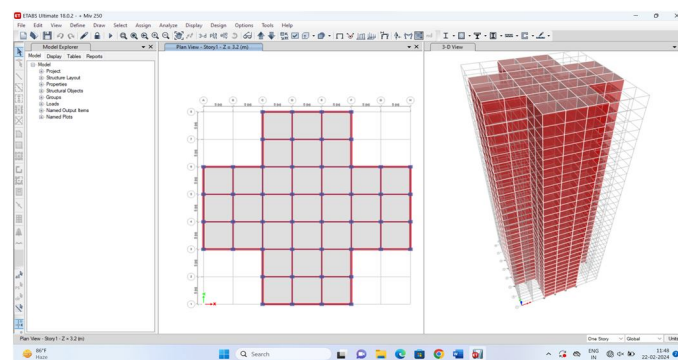 ETABS Ultimate 18.0.2 - + Miv 250
File Edit View Define Draw Select Assign Analyze Display Design Options Tools Help
Model Explorer
Plan View - Story1 - Z = 3.2 (m)
3-D View
Model Display Tables Reports
Model
Project
Structure Layout
Properties
Structural Objects
Groups
Loads
Named Output Items
Named Plots
Plan View - Story1 - Z = 3.2 (m)
One Story
Global
Units
66°F
Haze
Search
ENG
IN
11:48
22-02-2024